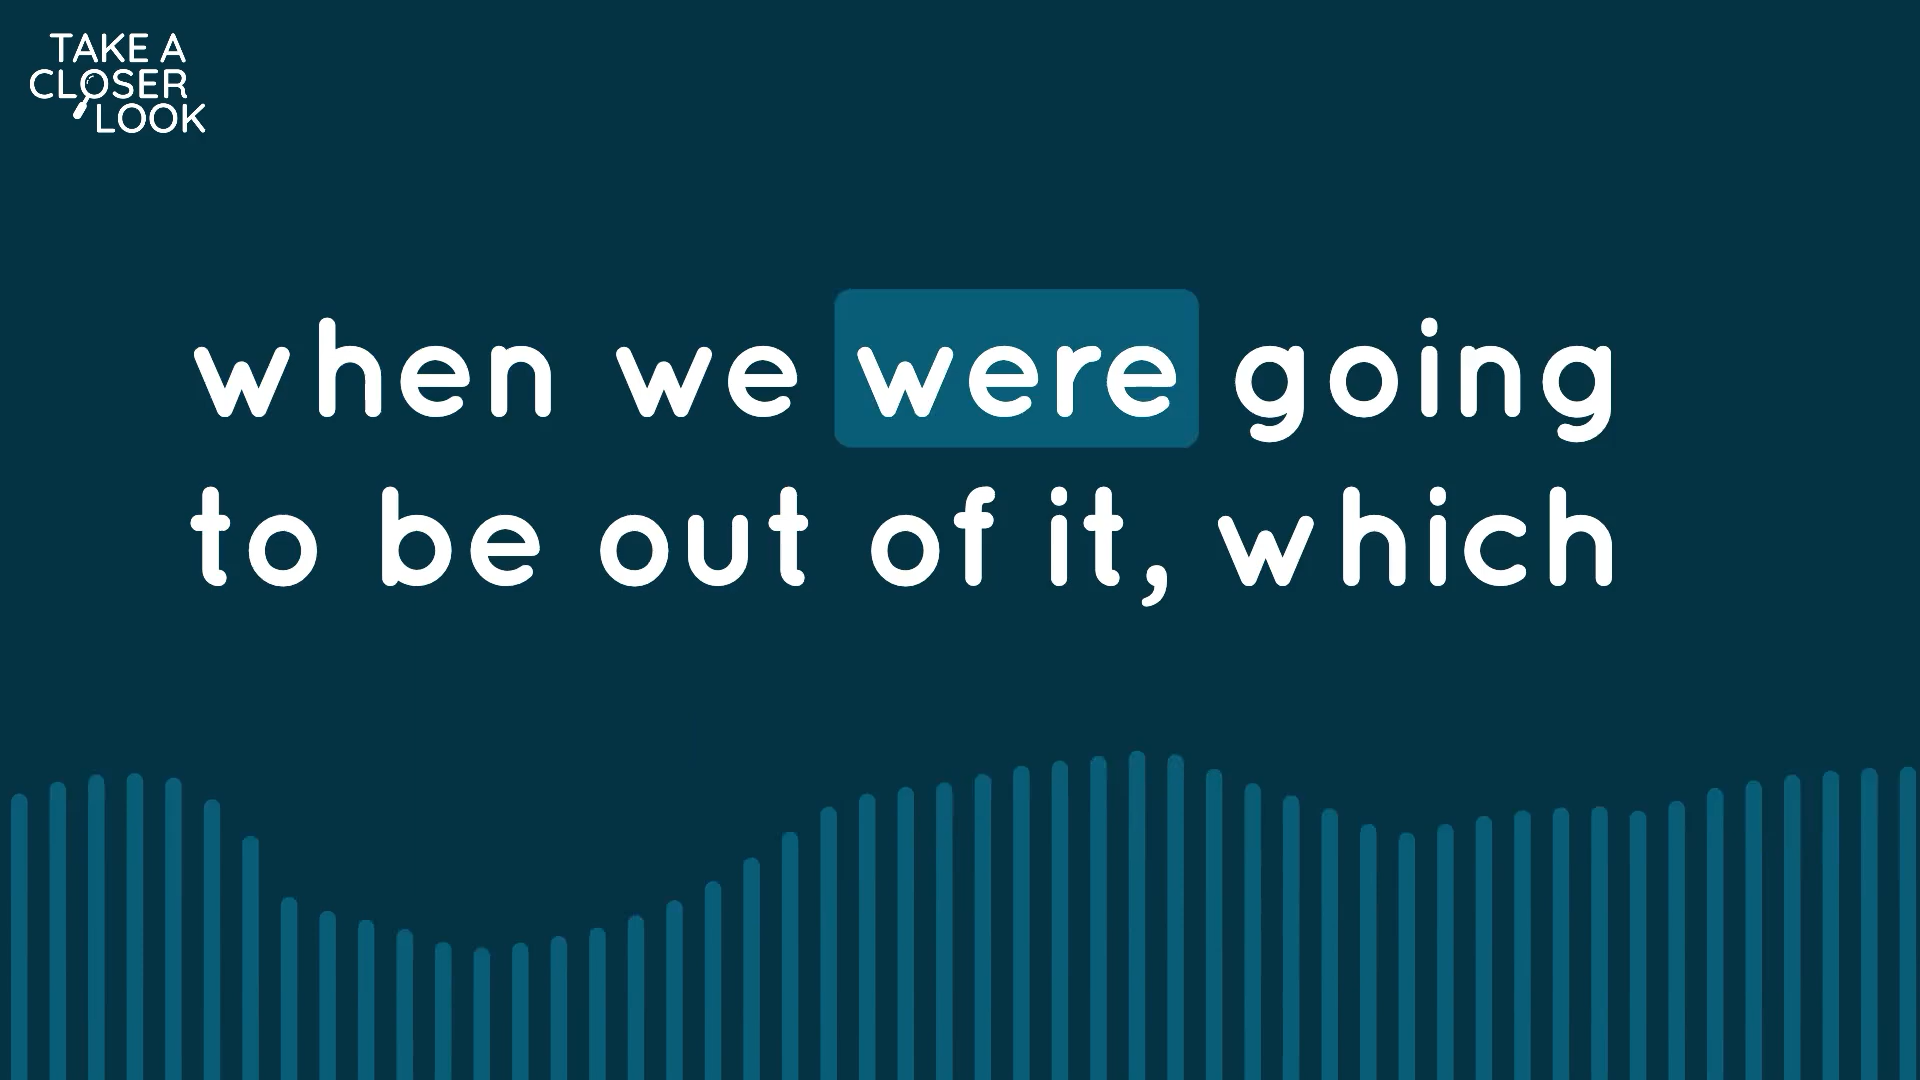 TAKE A
CLOSER
LOOK
when we were going
to be out of it, which